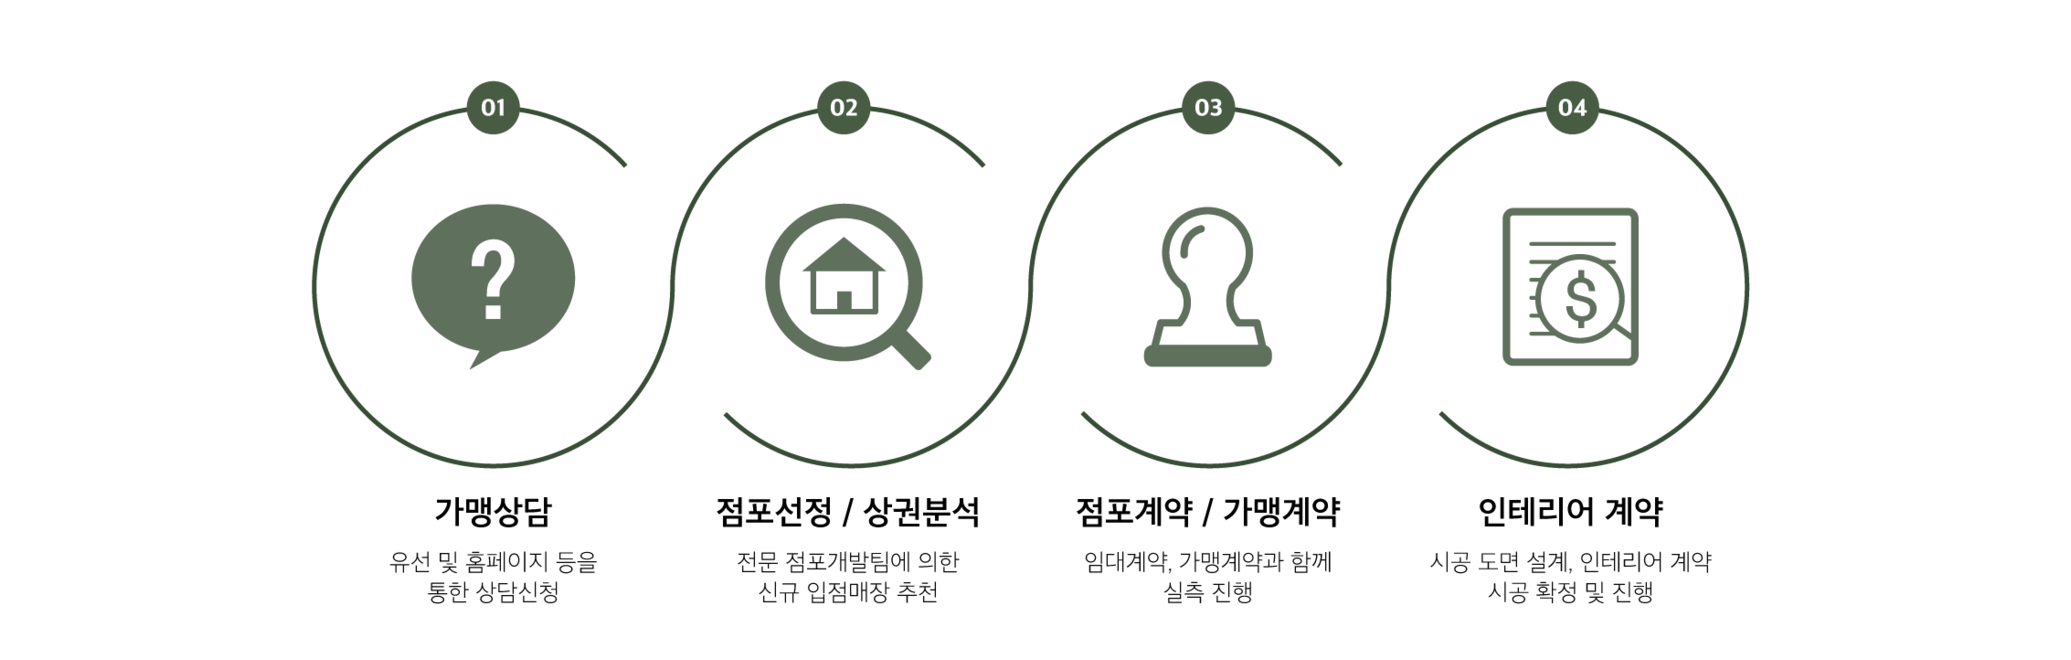 01
가맹상담
유선 및 홈페이지 등을
통한 상담신청
02
점포선정 / 상권분석
전문 점포개발팀에 의한
신규 입점매장 추천
03
점포계약 / 가맹계약
임대계약, 가맹계약과 함께
실측 진행
04
$
인테리어 계약
시공 도면 설계, 인테리어 계약
시공 확정 및 진행